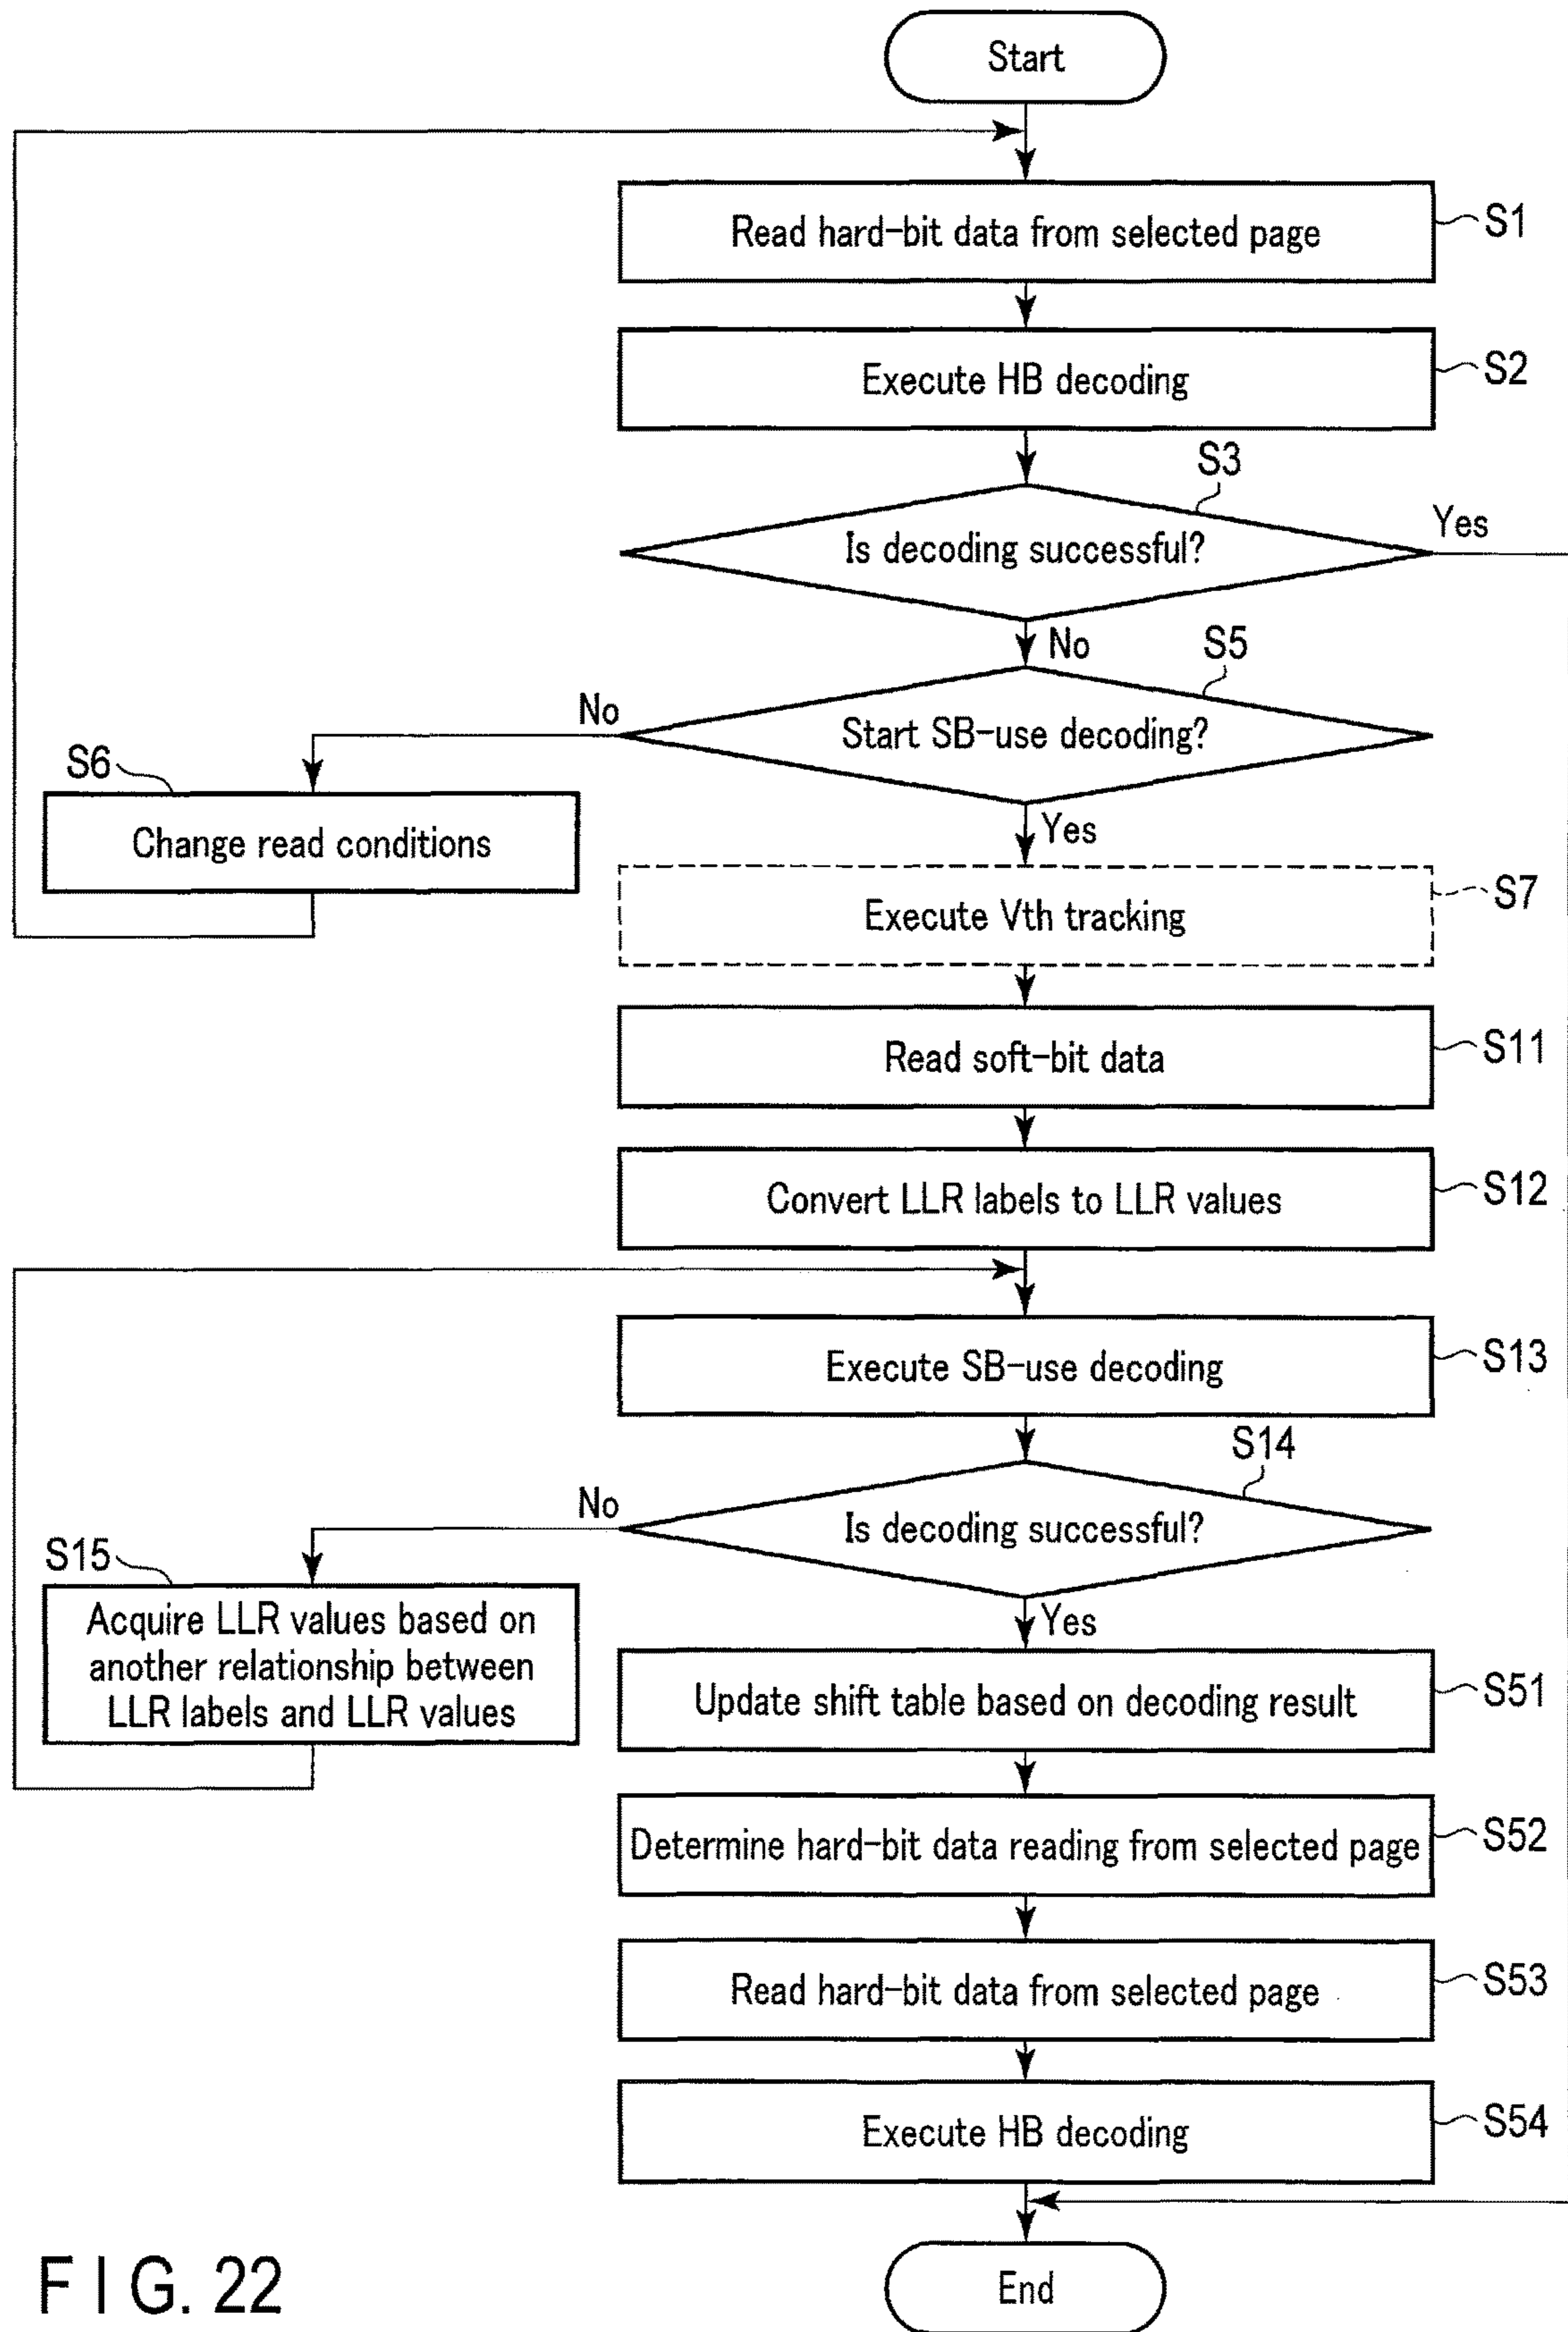 Start
Read hard-bit data from selected page
S1
Execute HB decoding
S2
S3
Is decoding successful?
Yes
No
S5
Start SB-use decoding?
No
S6
Change read conditions
Yes
Execute Vth tracking
S7
Read soft-bit data
S11
Convert LLR labels to LLR values
S12
Execute SB-use decoding
S13
S14
Is decoding successful?
No
S15
Acquire LLR values based on
another relationship between
LLR labels and LLR values
Yes
Update shift table based on decoding result
S51
Determine hard-bit data reading from selected page
S52
Read hard-bit data from selected page
S53
Execute HB decoding
S54
End
FIG. 22